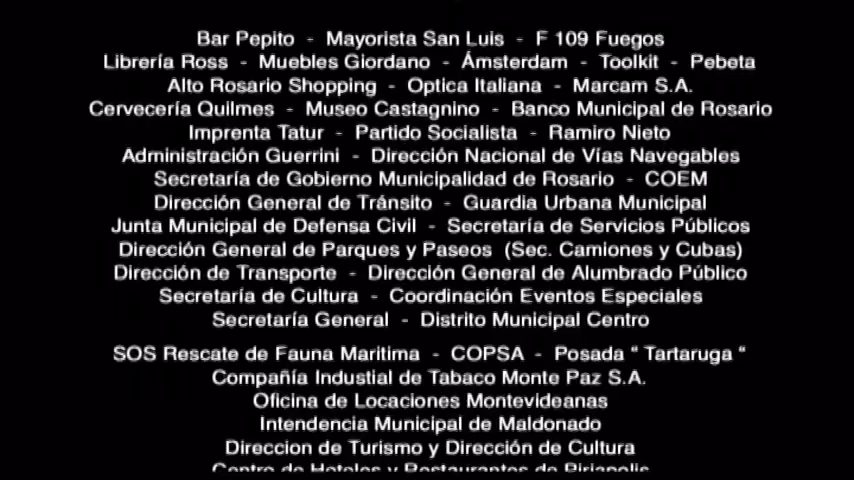 Bar Pepito - Mayorista San Luis - F 109 Fuegos
Librería Ross - Muebles Giordano - Ámsterdam - Toolkit - Pebeta
Alto Rosario Shopping - Optica Italiana - Marcam S.A.
Cervecería Quilmes - Museo Castagnino - Banco Municipal de Rosario
Imprenta Tatur - Partido Socialista - Ramiro Nieto
Administración Guerrini - Dirección Nacional de Vías Navegables
Secretaría de Gobierno Municipalidad de Rosario - COEM
Dirección General de Tránsito - Guardia Urbana Municipal
Junta Municipal de Defensa Civil - Secretaría de Servicios Públicos
Dirección General de Parques y Paseos (Sec. Camiones y Cubas)
Dirección de Transporte - Dirección General de Alumbrado Público
Secretaría de Cultura - Coordinación Eventos Especiales
Secretaría General - Distrito Municipal Centro
SOS Rescate de Fauna Maritima - COPSA - Posada “ Tartaruga “
Compañía Industial de Tabaco Monte Paz S.A.
Oficina de Locaciones Montevideanas
Intendencia Municipal de Maldonado
Direccion de Turismo y Dirección de Cultura
Centro de Hoteles y Restaurantes de Piriapolis